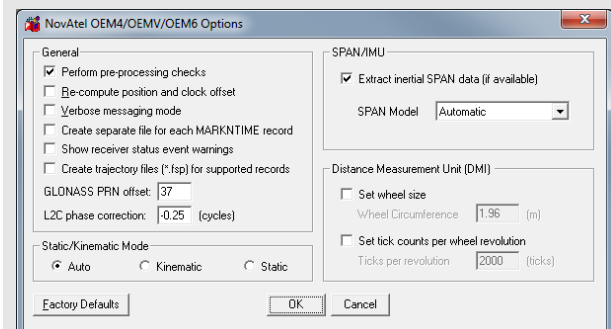 NovAtel OEM4/OEMV/OEM6 Options
General
Perform pre-processing checks
Re-compute position and clock offset
Verbose messaging mode
Create separate file for each MARKNTIME record
Show receiver status event warnings
Create trajectory files (*.fsp) for supported records
GLONASS PRN offset: 37
L2C phase correction: -0.25 (cycles)
Static/Kinematic Mode
Auto Kinematic Static
SPAN/IMU
Extract inertial SPAN data (if available)
SPAN Model Automatic
Distance Measurement Unit (DMI)
Set wheel size
Wheel Circumference 1.96 (m)
Set tick counts per wheel revolution
Ticks per revolution 2000 (ticks)
Factory Defaults OK Cancel